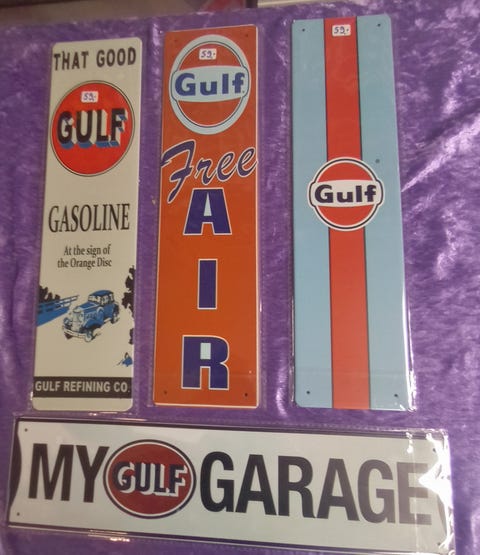 THAT GOOD
59,-
GULF
GASOLINE
At the sign of
the Orange Disc
GULF REFINING CO.
59,-
Gulf
Free
A
I
R
59,-
Gulf
MY GULF GARAGE